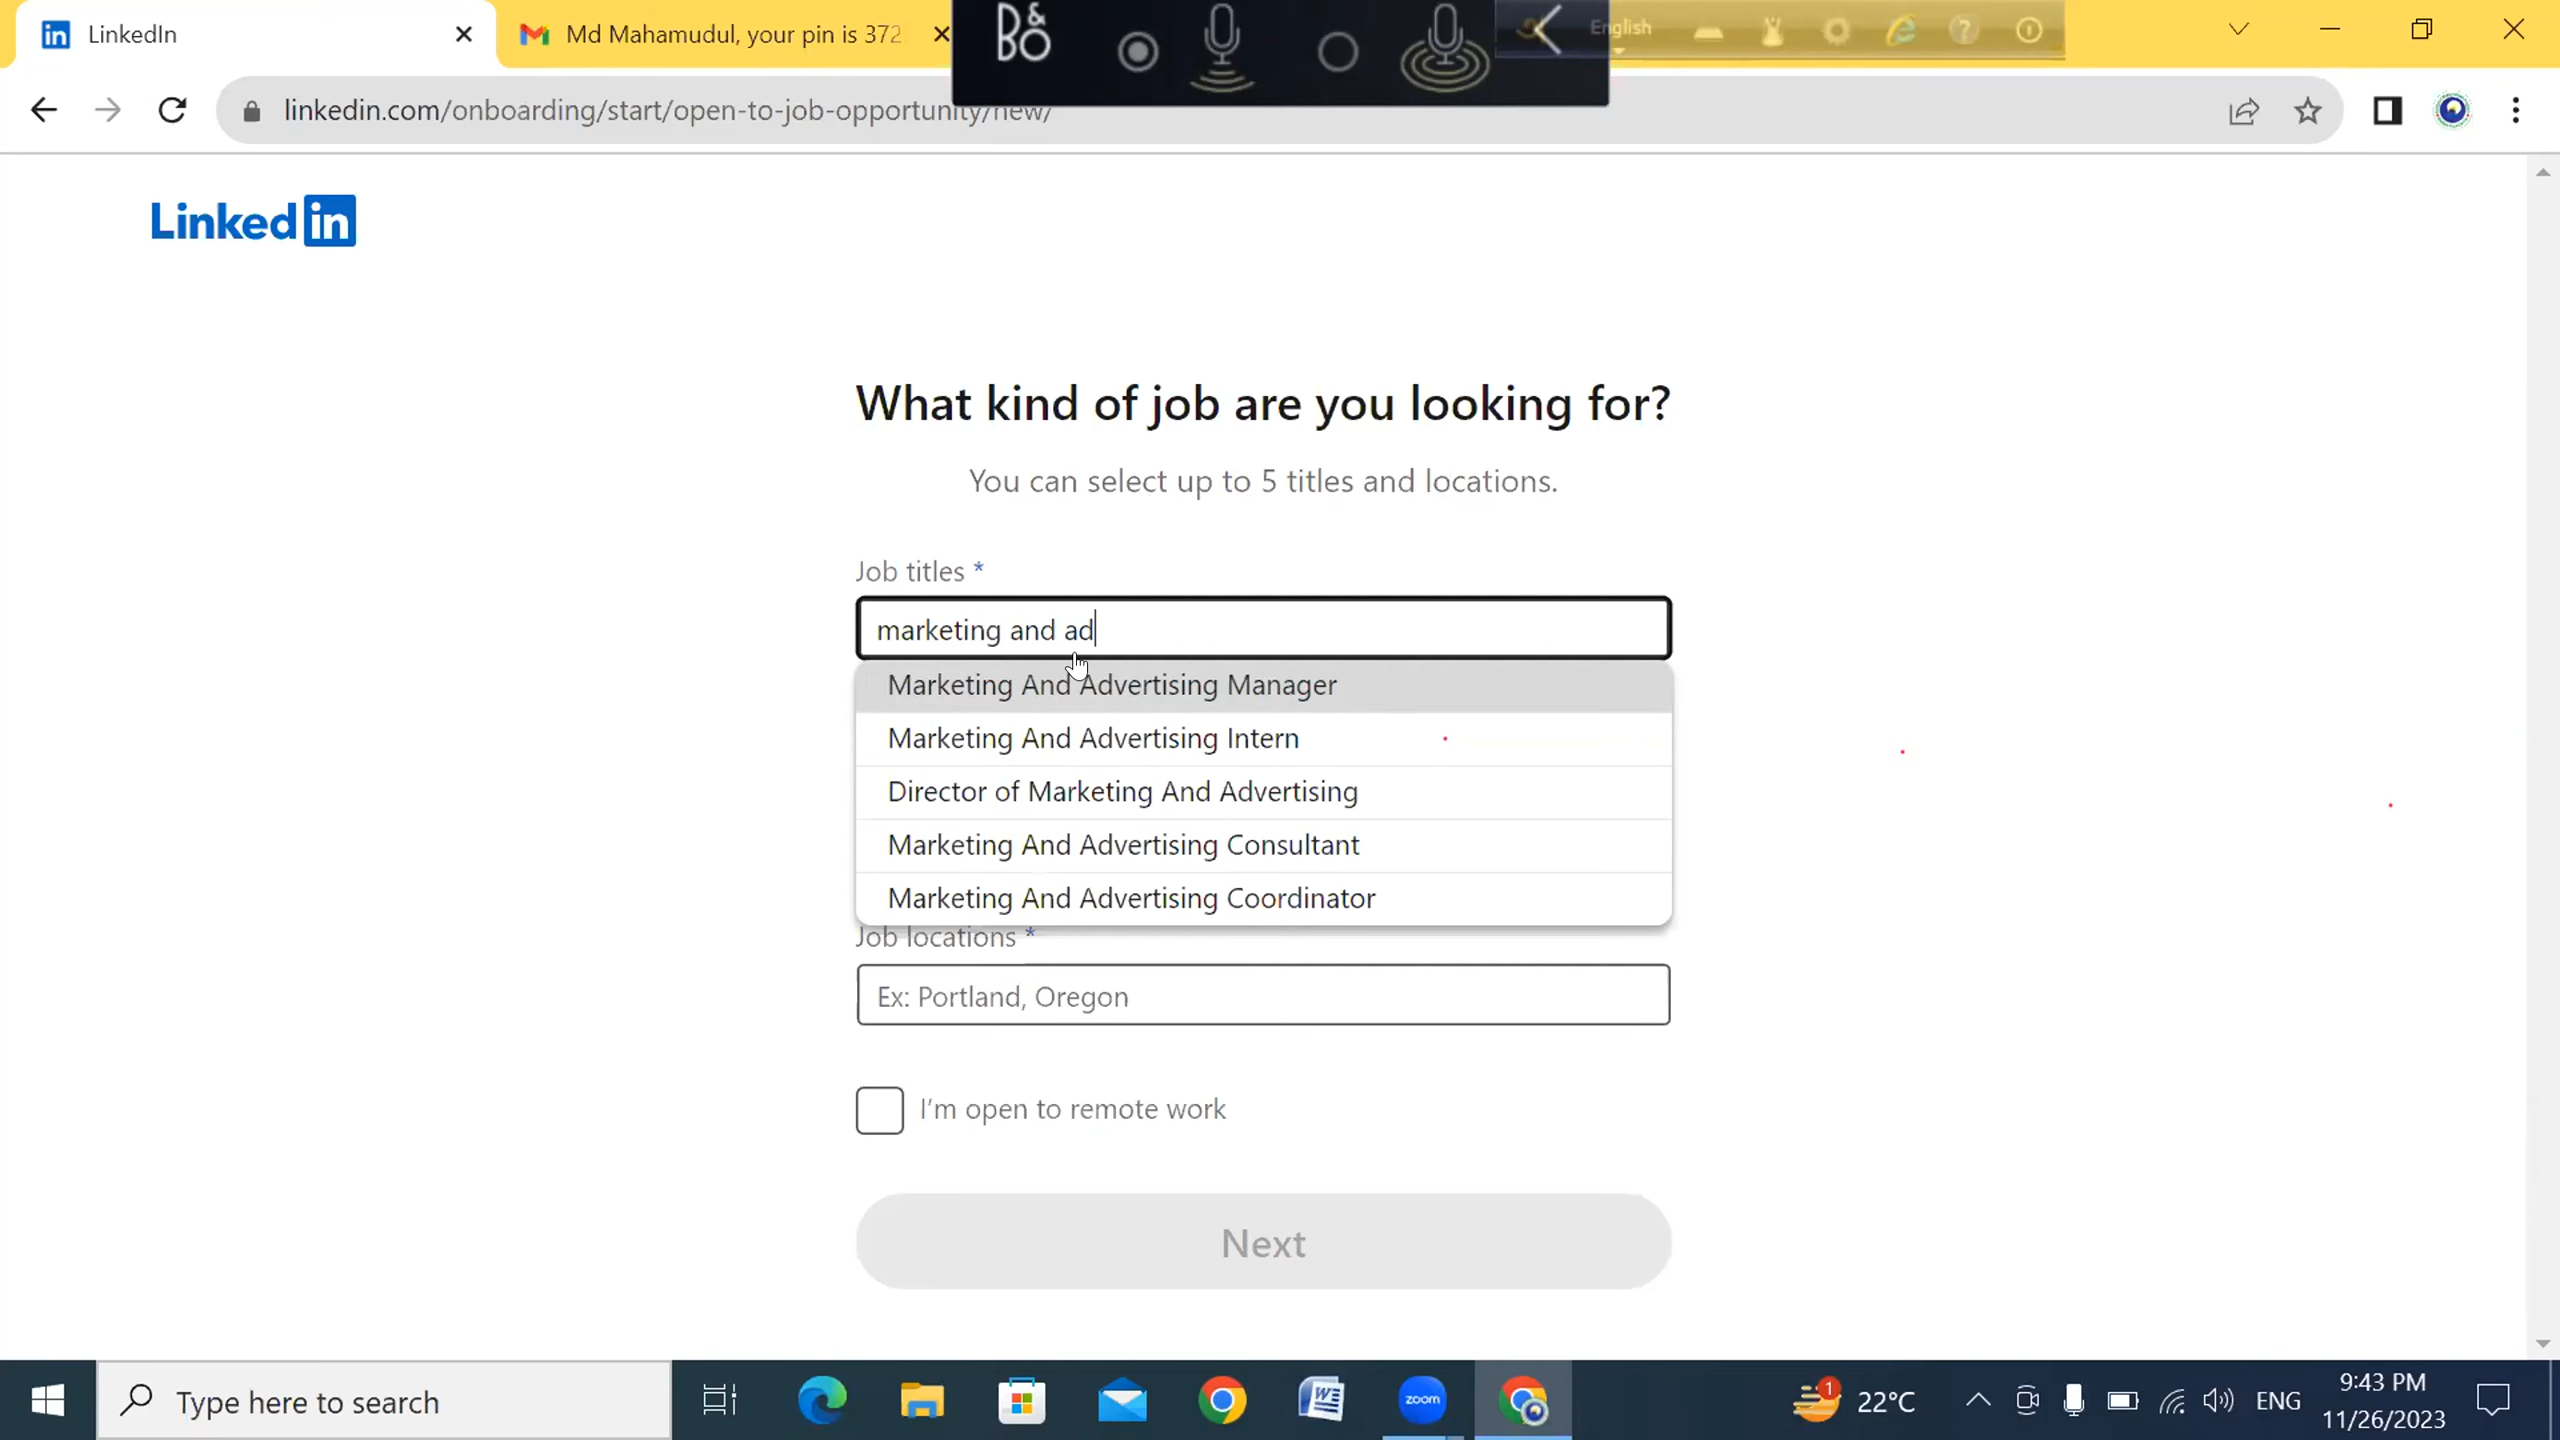 LinkedIn
Md Mahamudul, your pin is 372
B&O
English
linkedin.com/onboarding/start/open-to-job-opportunity/new/
Linkedin
What kind of job are you looking for?
You can select up to 5 titles and locations.
Job titles *
marketing and ad
Marketing And Advertising Manager
Marketing And Advertising Intern
Director of Marketing And Advertising
Marketing And Advertising Consultant
Marketing And Advertising Coordinator
Job locations *
Ex: Portland, Oregon
I'm open to remote work
Next
Type here to search
zoom
1
22°C
ENG
9:43 PM
11/26/2023